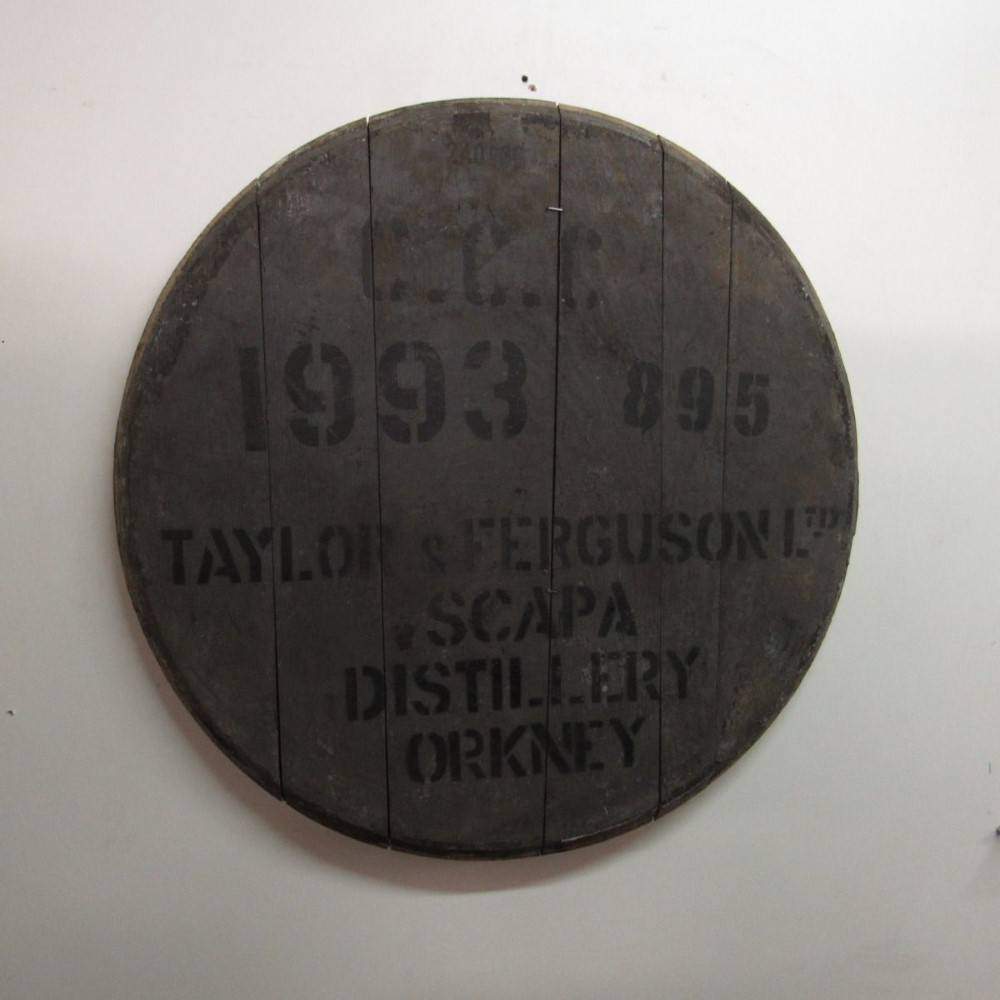 C.C.C
1993 895
TAYLOR & FERGUSON LTD
SCAPA
DISTILLERY
ORKNEY